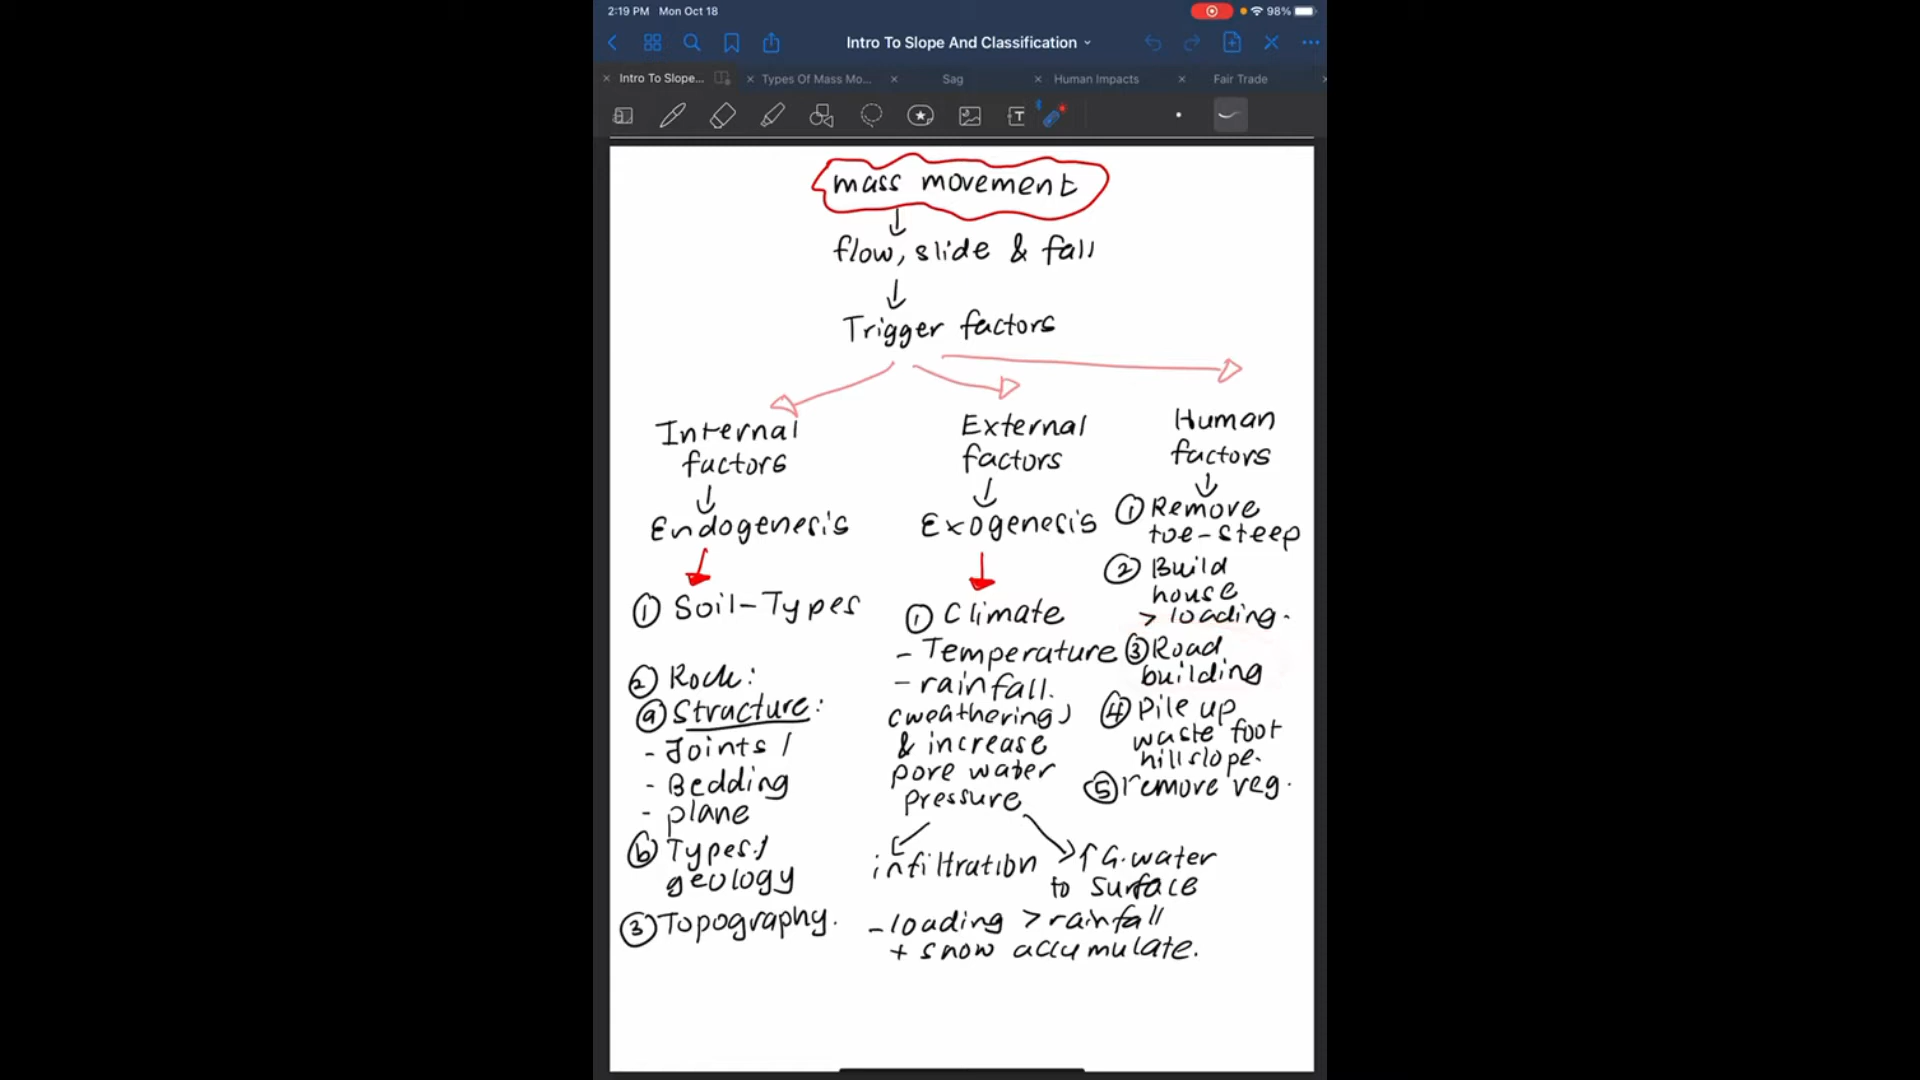 2:19 PM Mon Oct 18
98%
Intro To Slope And Classification
Intro To Slope...
Types Of Mass Mo...
Sag
Human Impacts
Fair Trade
T
mass movement
flow, slide & fall
Trigger factors
Internal
factors
Endogenesis
① Soil-Types
② Rock:
ⓐ Structure:
- Joints /
- Bedding
- plane
ⓑ Types/
geology
③ Topography.
External
factors
Exogenesis
① Climate
- Temperature
- rainfall.
(weathering)
& increase
pore water
pressure
infiltration
↑ G.water
to surface
- loading > rainfall
+ snow accumulate.
Human
factors
① Remove
toe-steep
② Build
house
> loading.
③ Road
building
④ Pile up
waste foot
hillslope.
⑤ remove veg.